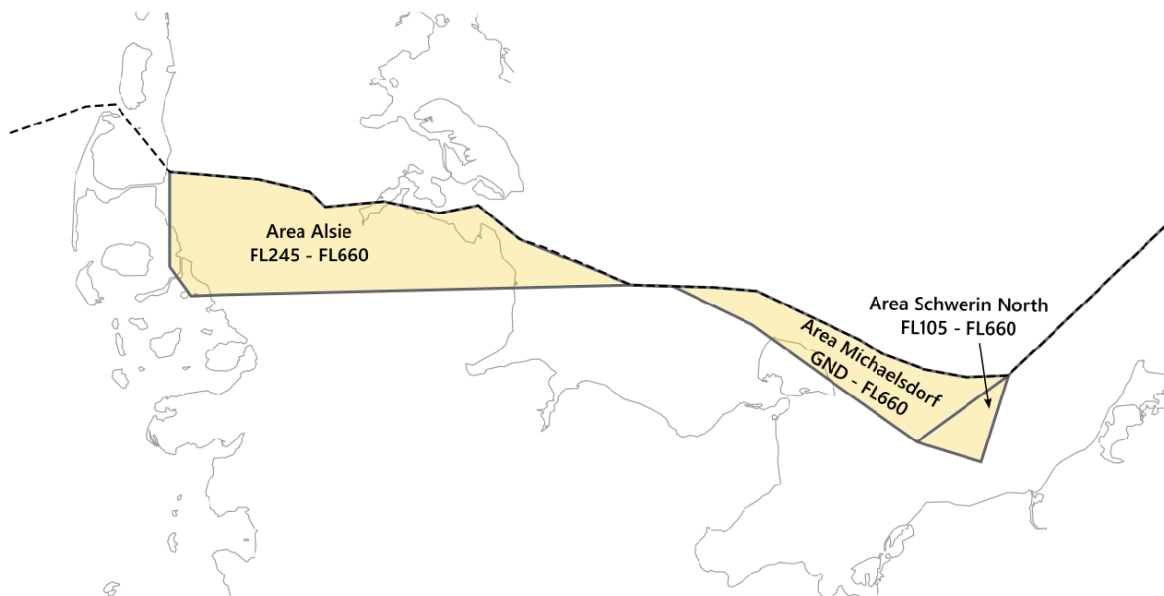 Area Alsie
FL245 - FL660
Area Schwerin North
FL105 - FL660
Area Michaelsdorf
GND - FL660